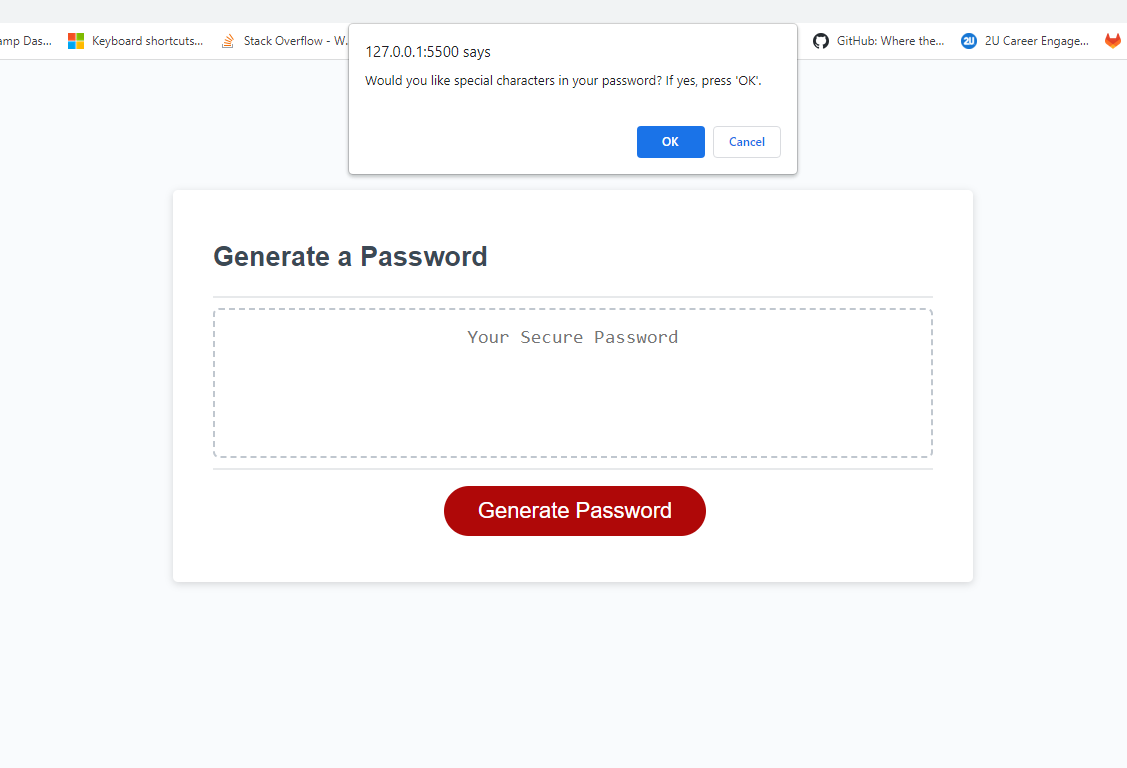 amp Das... Keyboard shortcuts... Stack Overflow - W. GitHub: Where the... 2U 2U Career Engage...
127.0.0.1:5500 says
Would you like special characters in your password? If yes, press 'OK'.
OK Cancel
Generate a Password
Your Secure Password
Generate Password